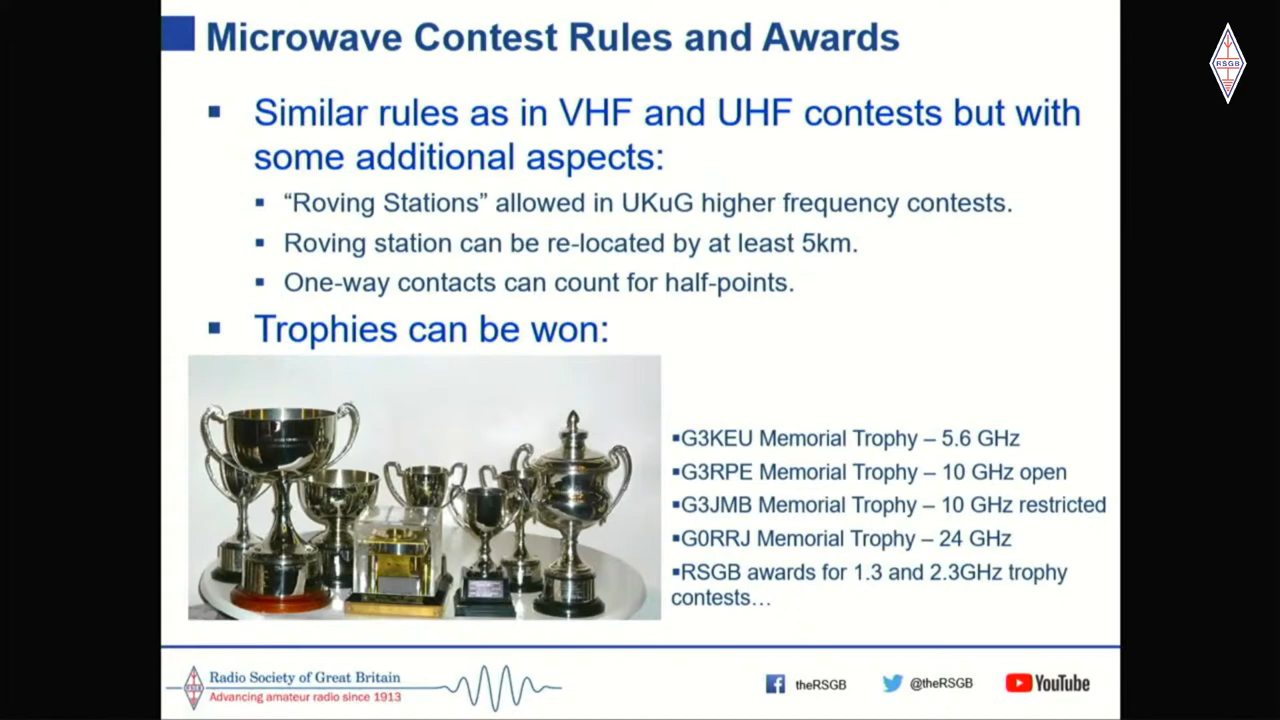 Microwave Contest Rules and Awards
RSGB
Similar rules as in VHF and UHF contests but with
some additional aspects:
“Roving Stations” allowed in UKuG higher frequency contests.
Roving station can be re-located by at least 5km.
One-way contacts can count for half-points.
Trophies can be won:
G3KEU Memorial Trophy – 5.6 GHz
G3RPE Memorial Trophy – 10 GHz open
G3JMB Memorial Trophy – 10 GHz restricted
G0RRJ Memorial Trophy – 24 GHz
RSGB awards for 1.3 and 2.3GHz trophy
contests…
RSGB
Radio Society of Great Britain
Advancing amateur radio since 1913
theRSGB
@theRSGB
YouTube